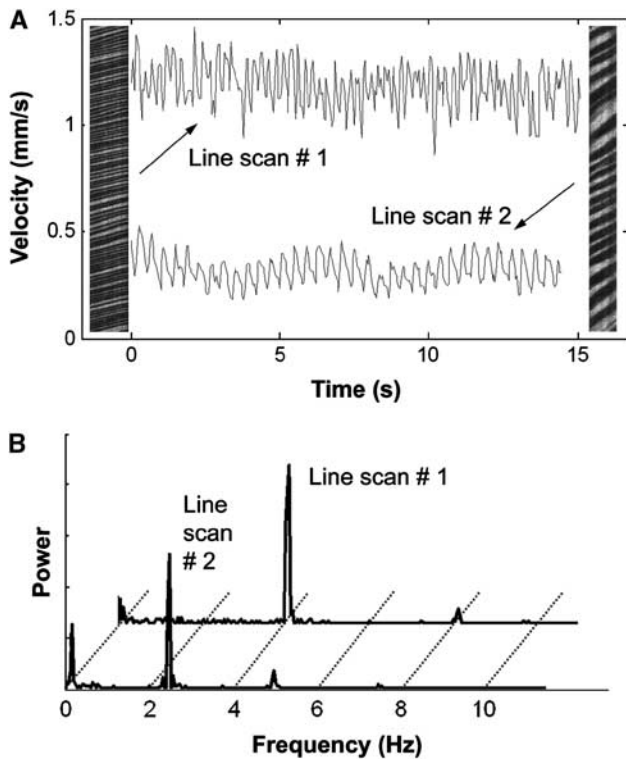 A
1.5
1
0.5
0
Velocity (mm/s)
Line scan # 1
Line scan # 2
0
5
10
15
Time (s)
B
Power
Line scan # 1
Line
scan
# 2
0
2
4
6
8
10
Frequency (Hz)